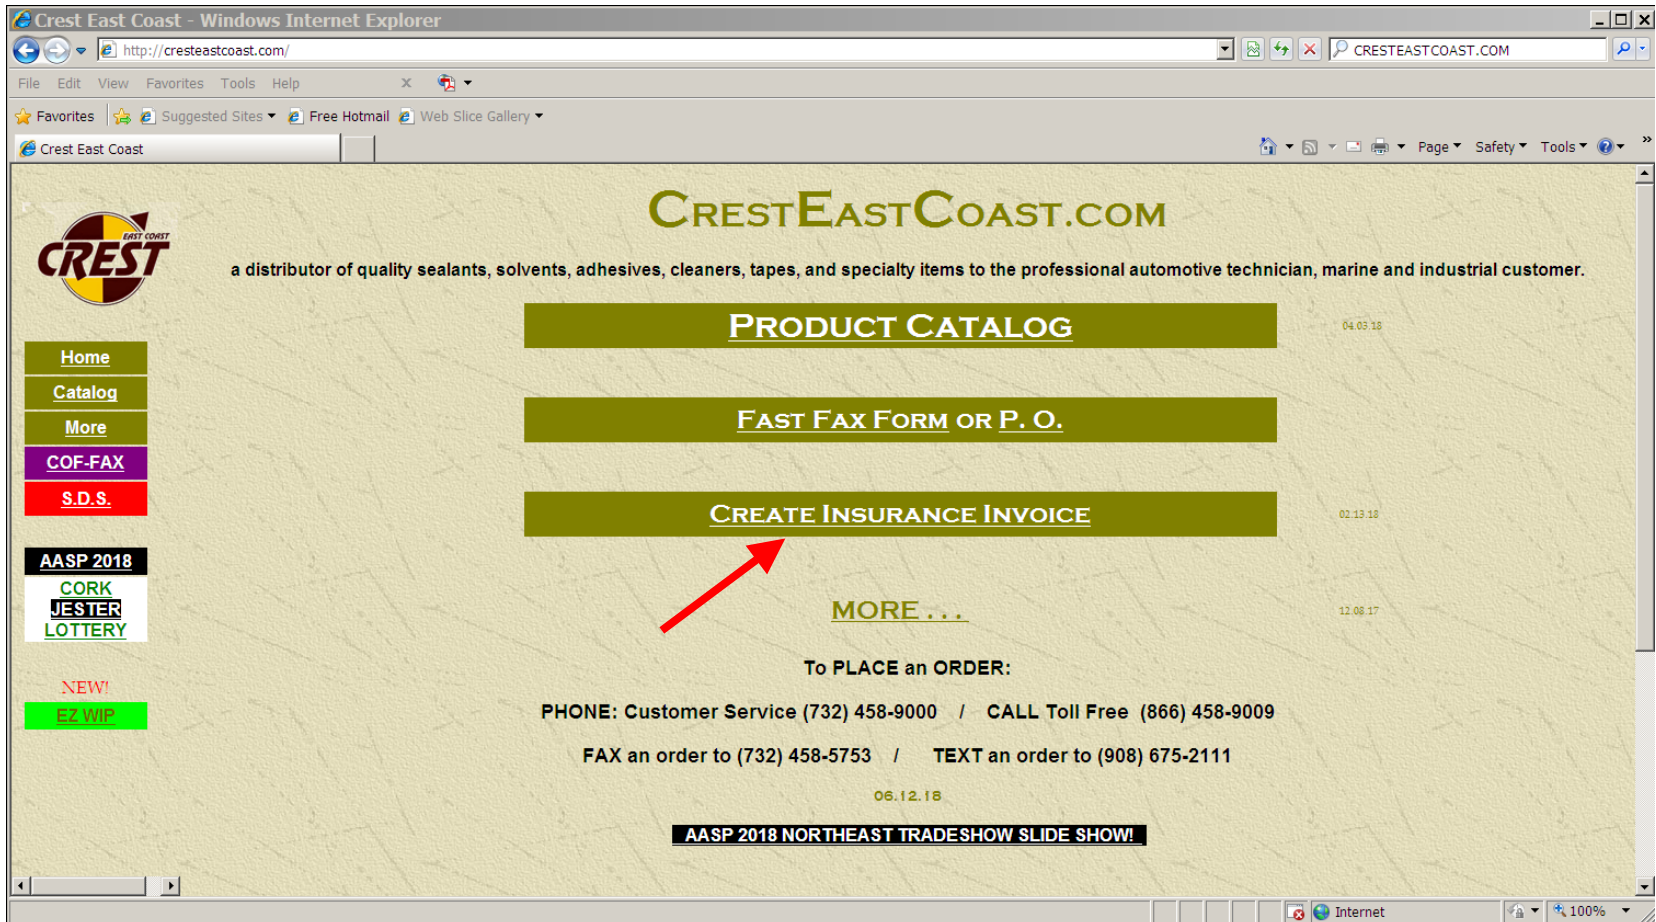 Crest East Coast - Windows Internet Explorer
http://cresteastcoast.com/
CRESTEASTCOAST.COM
File Edit View Favorites Tools Help x
Favorites Suggested Sites Free Hotmail Web Slice Gallery
Crest East Coast
Page Safety Tools »
EAST COAST
CREST
CrestEastCoast.com
a distributor of quality sealants, solvents, adhesives, cleaners, tapes, and specialty items to the professional automotive technician, marine and industrial customer.
Product Catalog
04.03.18
Home
Catalog
More
COF-FAX
S.D.S.
Fast Fax Form or P. O.
Create Insurance Invoice
02.13.18
AASP 2018
CORK
JESTER
LOTTERY
NEW!
EZ WIP
MORE . . .
12.08.17
To PLACE an ORDER:
PHONE: Customer Service (732) 458-9000 / CALL Toll Free (866) 458-9009
FAX an order to (732) 458-5753 / TEXT an order to (908) 675-2111
06.12.18
AASP 2018 NORTHEAST TRADESHOW SLIDE SHOW!
Internet
100%